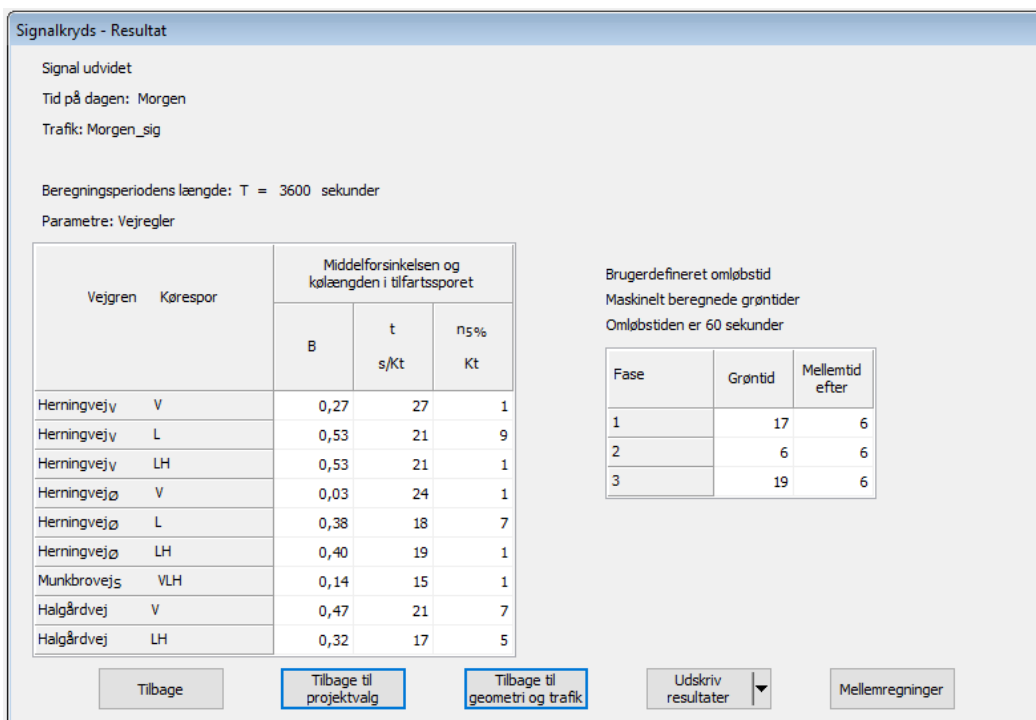 Signalkryds - Resultat
Signal udvidet
Tid på dagen: Morgen
Trafik: Morgen_sig
Beregningsperiodens længde: T = 3600 sekunder
Parametre: Vejregler
Vejgren Kørespor
Middelforsinkelsen og
kølængden i tilfartssporet
B
t
s/Kt
n5%
Kt
Herningvejv V 0,27 27 1
Herningvejv L 0,53 21 9
Herningvejv LH 0,53 21 1
Herningvejø V 0,03 24 1
Herningvejø L 0,38 18 7
Herningvejø LH 0,40 19 1
Munkbrovejs VLH 0,14 15 1
Halgårdvej V 0,47 21 7
Halgårdvej LH 0,32 17 5
Brugerdefineret omløbstid
Maskinelt beregnede grøntider
Omløbstiden er 60 sekunder
Fase Grøntid Mellemtid
efter
1 17 6
2 6 6
3 19 6
Tilbage
Tilbage til
projektvalg
Tilbage til
geometri og trafik
Udskriv
resultater
Mellemregninger